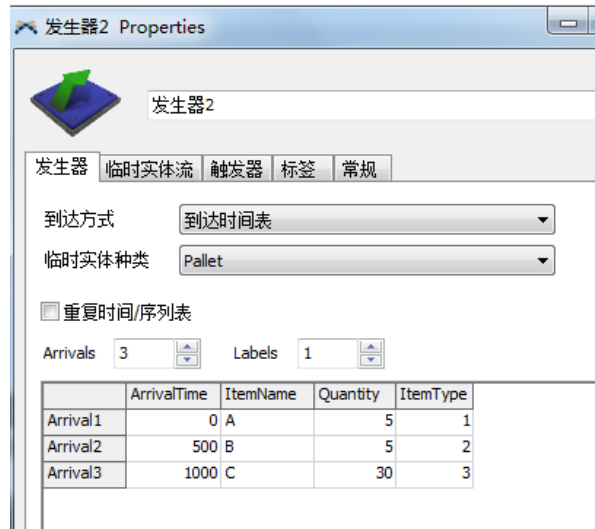 发生器2 Properties
发生器2
发生器 临时实体流 触发器 标签 常规
到达方式 到达时间表
临时实体种类 Pallet
重复时间/序列表
Arrivals 3 Labels 1
ArrivalTime ItemName Quantity ItemType
Arrival1 0 A 5 1
Arrival2 500 B 5 2
Arrival3 1000 C 30 3